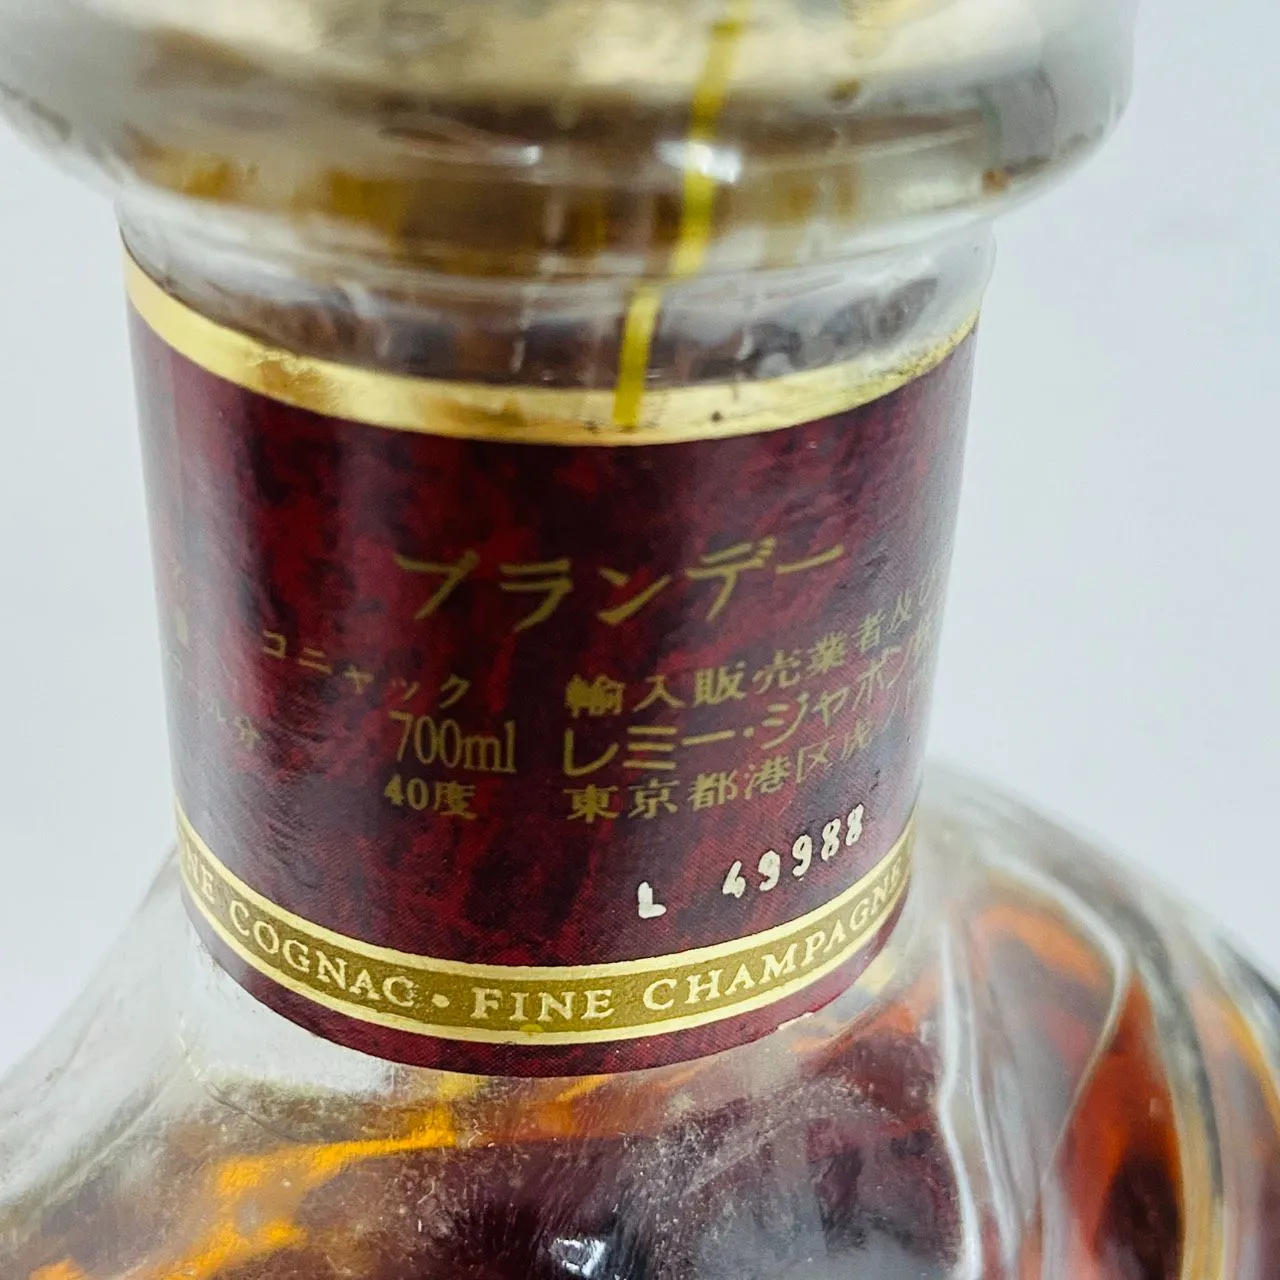 ブランデー
コニャック
700ml
40度
輸入販売業者及び
レミー・ジャポン
東京都港区虎ノ
L 49988
COGNAC • FINE CHAMPAGNE